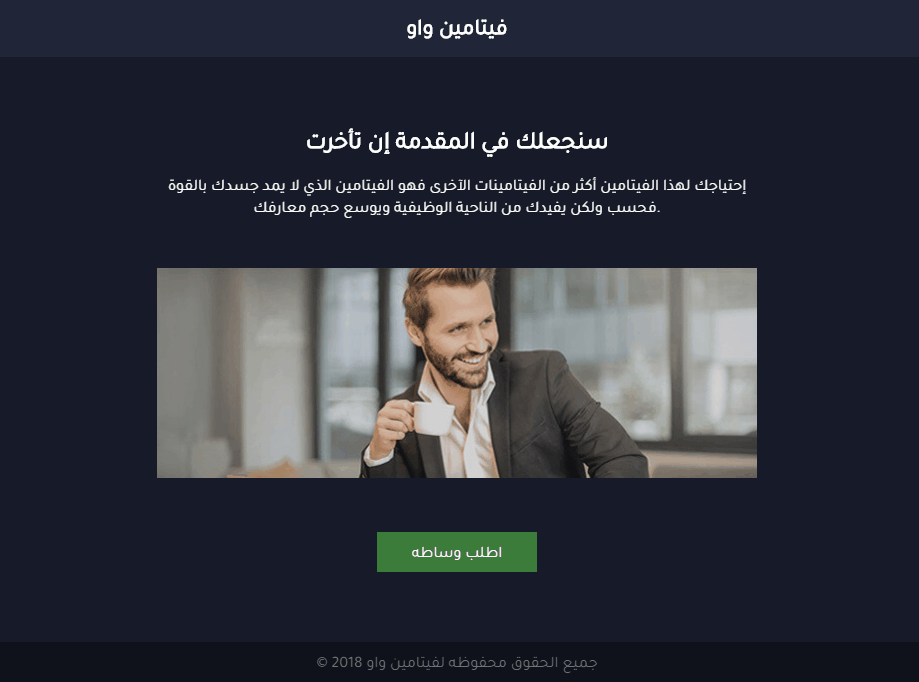 فيتامين واو
سنجعلك في المقدمة إن تأخرت
إحتياجك لهذا الفيتامين أكثر من الفيتامينات الآخرى فهو الفيتامين الذي لا يمد جسدك بالقوة
فحسب ولكن يفيدك من الناحية الوظيفية ويوسع حجم معارفك.
اطلب وساطه
جميع الحقوق محفوظه لفيتامين واو 2018 ©